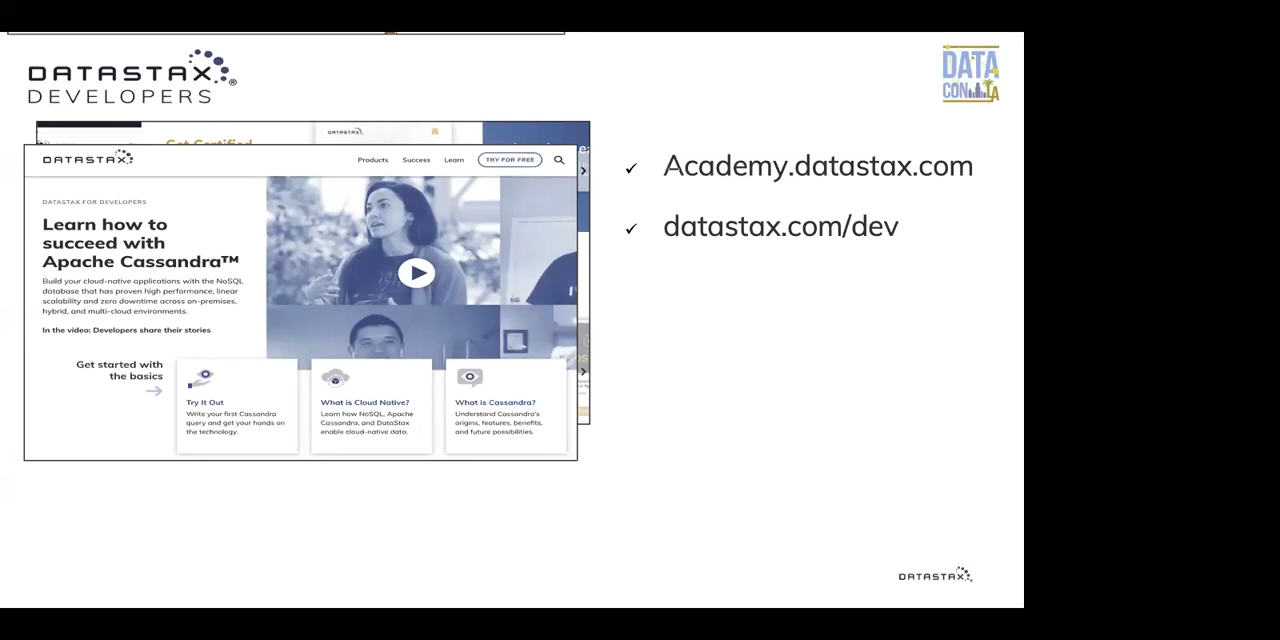 DATASTAX®
DEVELOPERS
DATA
CON LA
DATASTAX
Get Certified
DATASTAX
Products
Success
Learn
TRY FOR FREE
DATASTAX FOR DEVELOPERS
Learn how to
succeed with
Apache Cassandra™
Build your cloud-native applications with the NoSQL
database that has proven high performance, linear
scalability and zero downtime across on-premises,
hybrid, and multi-cloud environments.
In the video: Developers share their stories
Get started with
the basics
Try It Out
Write your first Cassandra
query and get your hands on
the technology.
What is Cloud Native?
Learn how NoSQL, Apache
Cassandra, and DataStax
enable cloud-native data.
What is Cassandra?
Understand Cassandra's
origins, features, benefits,
and future possibilities.
✓ Academy.datastax.com
✓ datastax.com/dev
DATASTAX